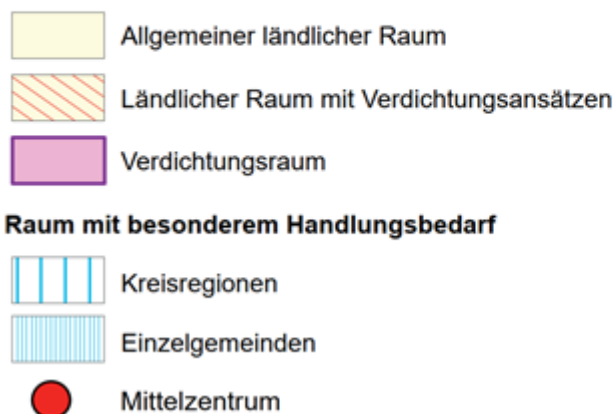 Allgemeiner ländlicher Raum
Ländlicher Raum mit Verdichtungsansätzen
Verdichtungsraum
Raum mit besonderem Handlungsbedarf
Kreisregionen
Einzelgemeinden
Mittelzentrum